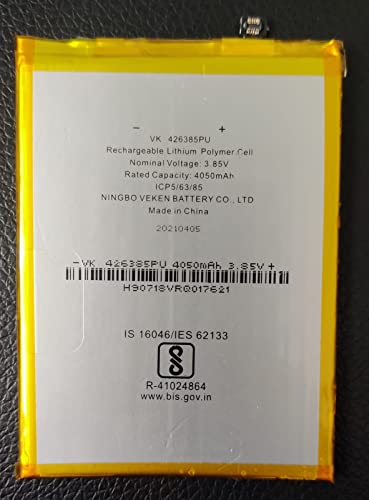 - +
VK 426385PU
Rechargeable Lithium Polymer Cell
Nominal Voltage: 3.85V
Rated Capacity: 4050mAh
ICP5/63/85
NINGBO VEKEN BATTERY CO., LTD
Made in China
20210405
-VK 426385PU 4050mAh 3.85V+
H90718VRQ017621
IS 16046/IES 62133
R-41024864
www.bis.gov.in